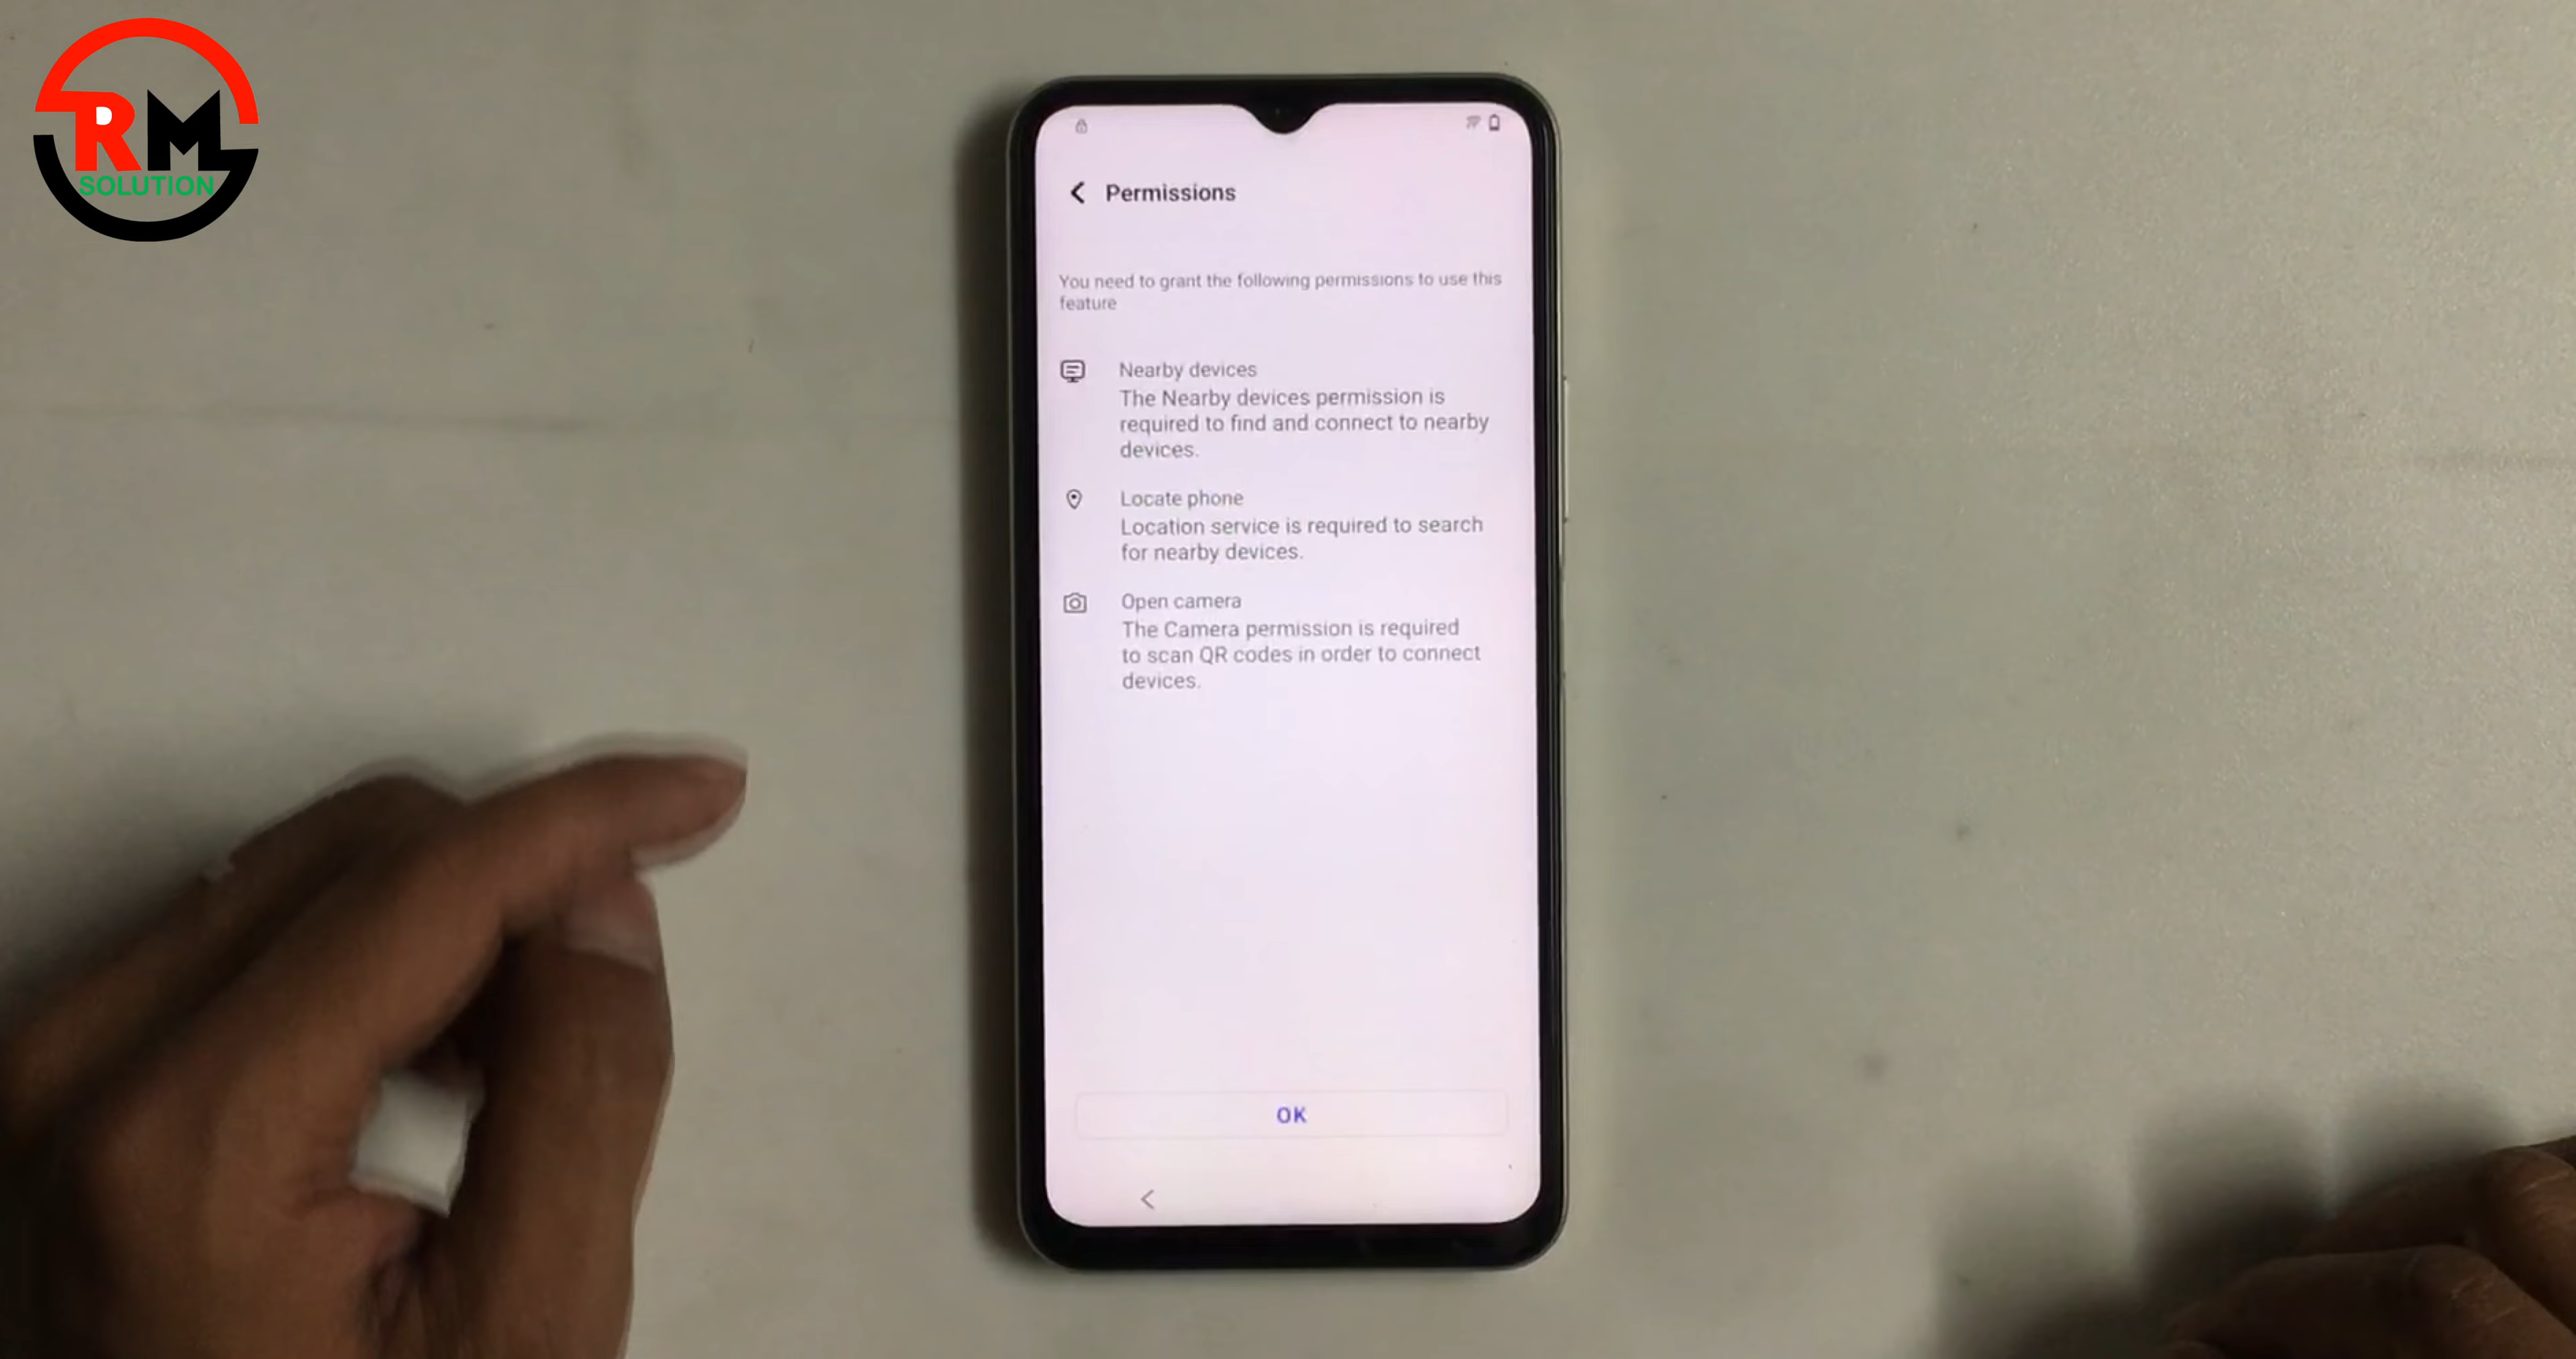 RM
SOLUTION
Permissions
You need to grant the following permissions to use this
feature
Nearby devices
The Nearby devices permission is
required to find and connect to nearby
devices.
Locate phone
Location service is required to search
for nearby devices.
Open camera
The Camera permission is required
to scan QR codes in order to connect
devices.
OK